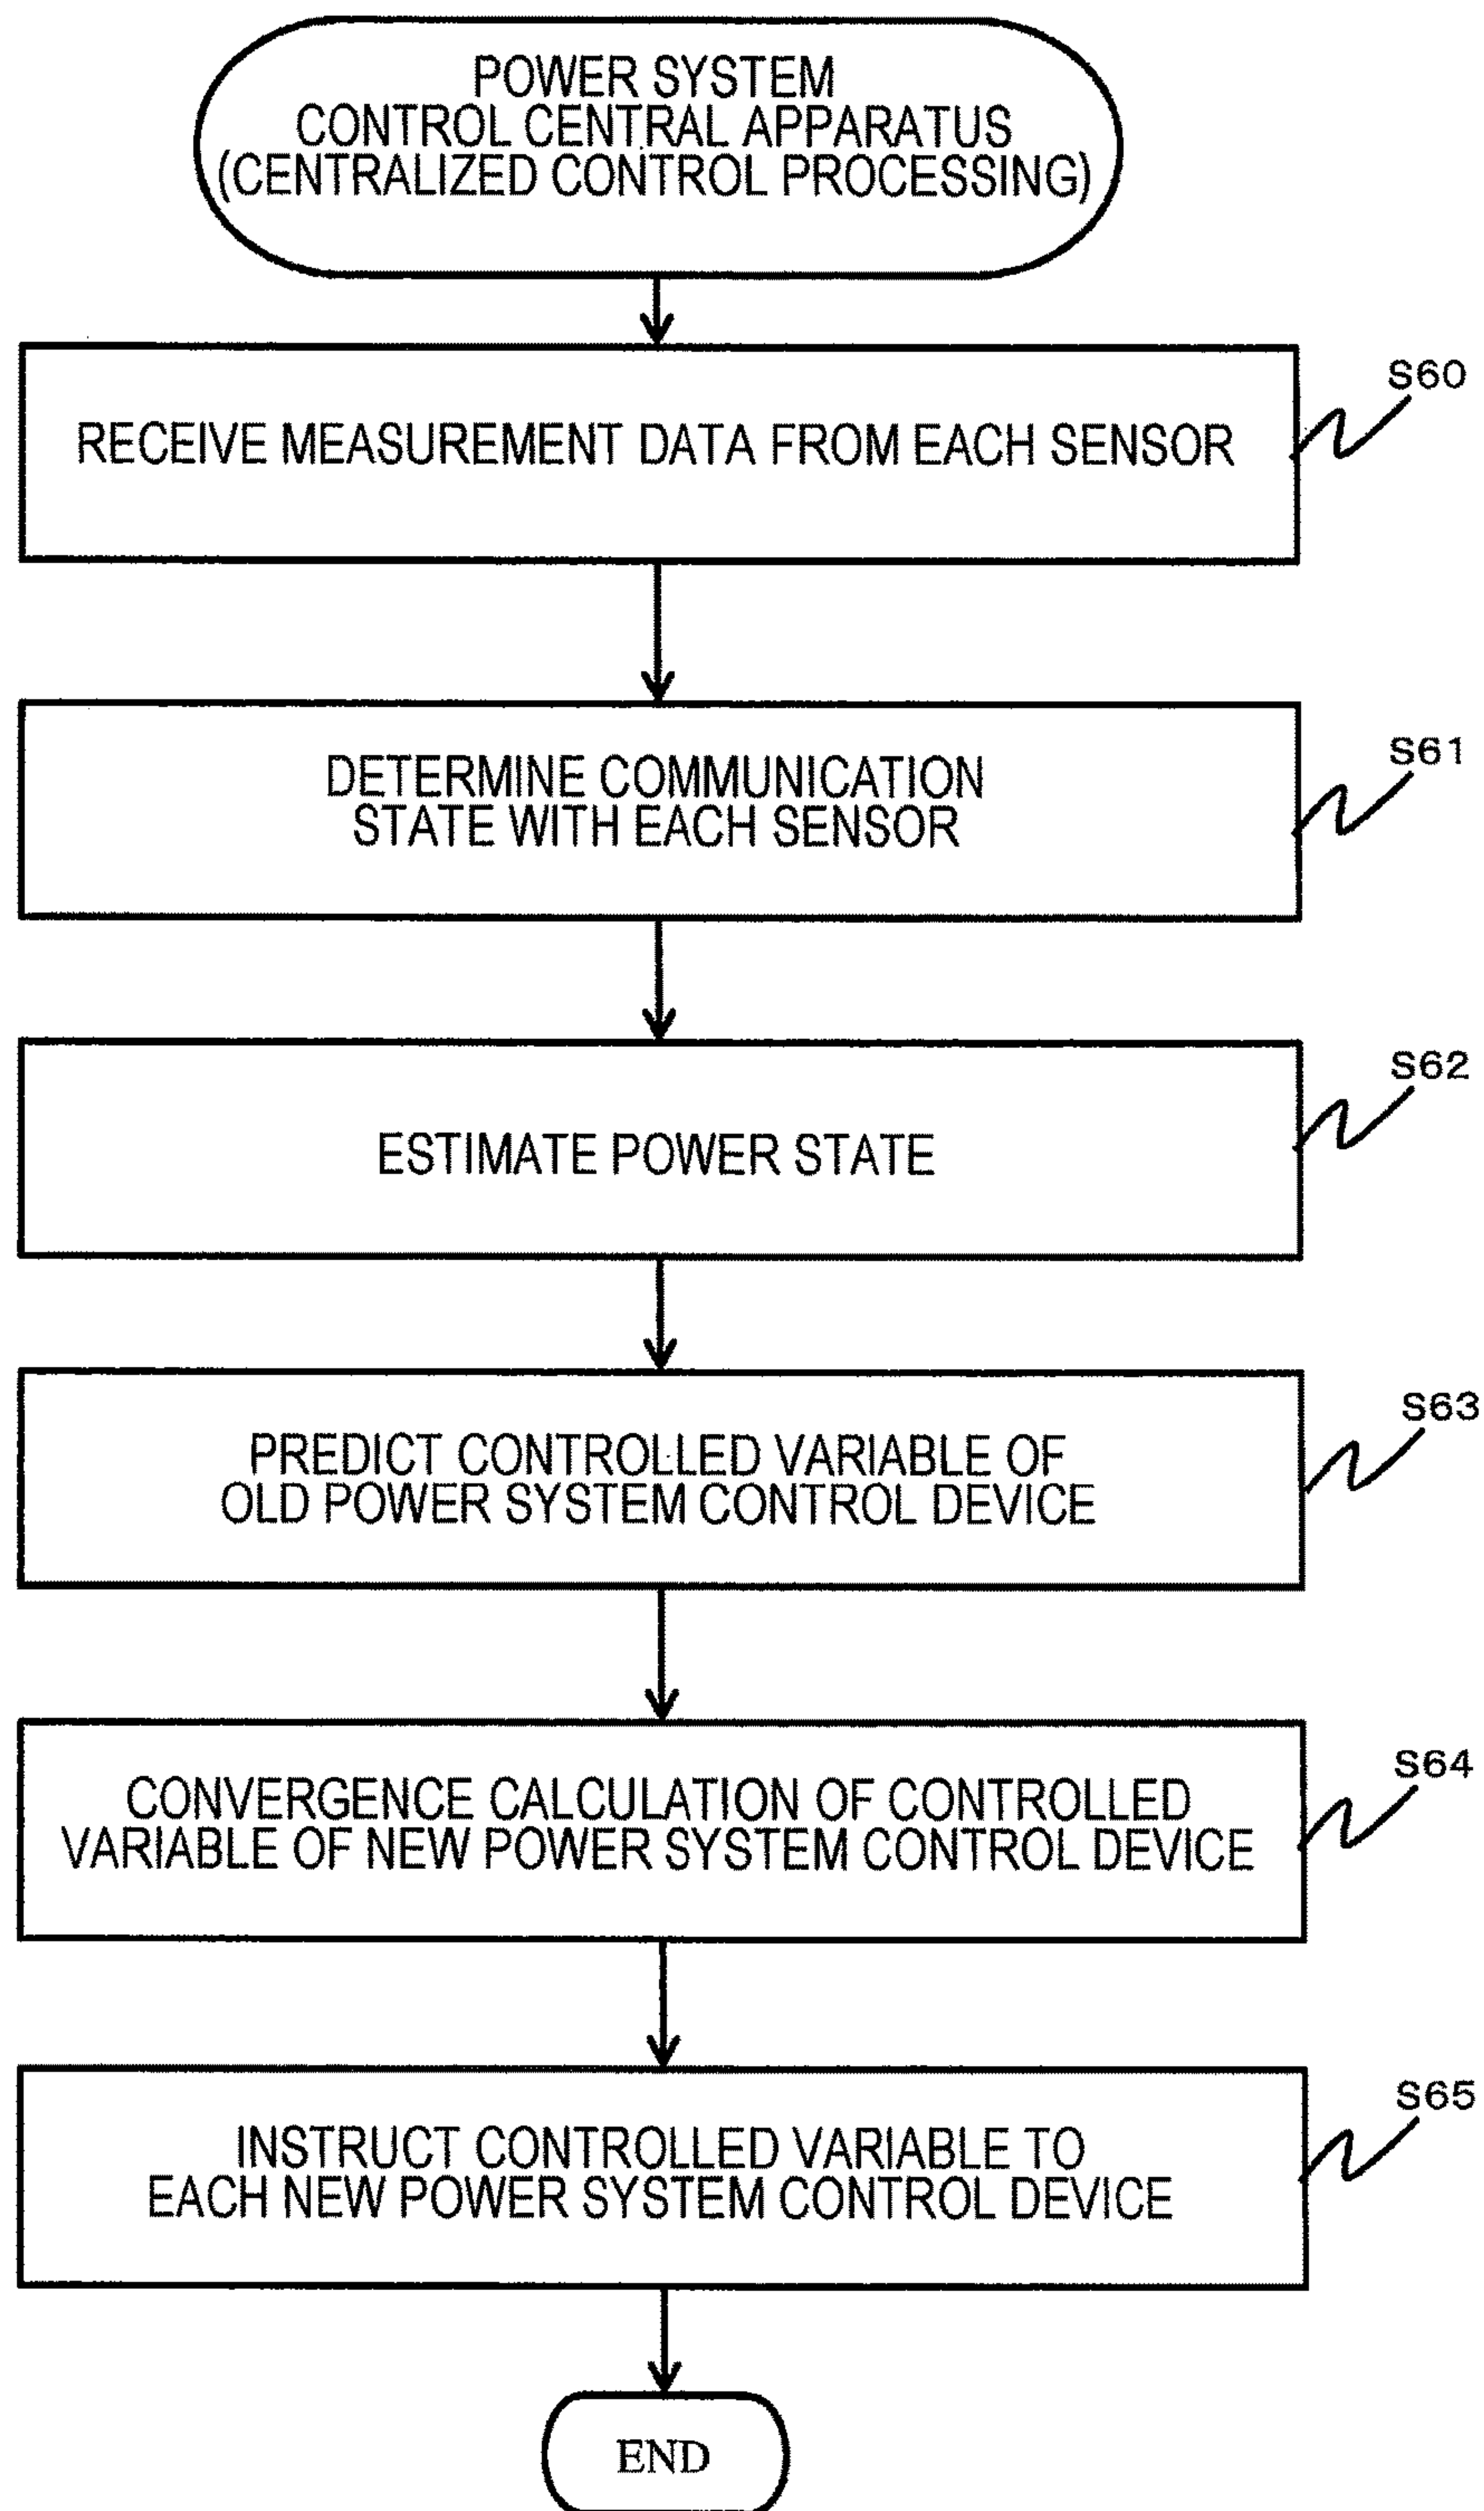 POWER SYSTEM
CONTROL CENTRAL APPARATUS
(CENTRALIZED CONTROL PROCESSING)
S60
RECEIVE MEASUREMENT DATA FROM EACH SENSOR
S61
DETERMINE COMMUNICATION
STATE WITH EACH SENSOR
S62
ESTIMATE POWER STATE
S63
PREDICT CONTROLLED VARIABLE OF
OLD POWER SYSTEM CONTROL DEVICE
S64
CONVERGENCE CALCULATION OF CONTROLLED
VARIABLE OF NEW POWER SYSTEM CONTROL DEVICE
S65
INSTRUCT CONTROLLED VARIABLE TO
EACH NEW POWER SYSTEM CONTROL DEVICE
END